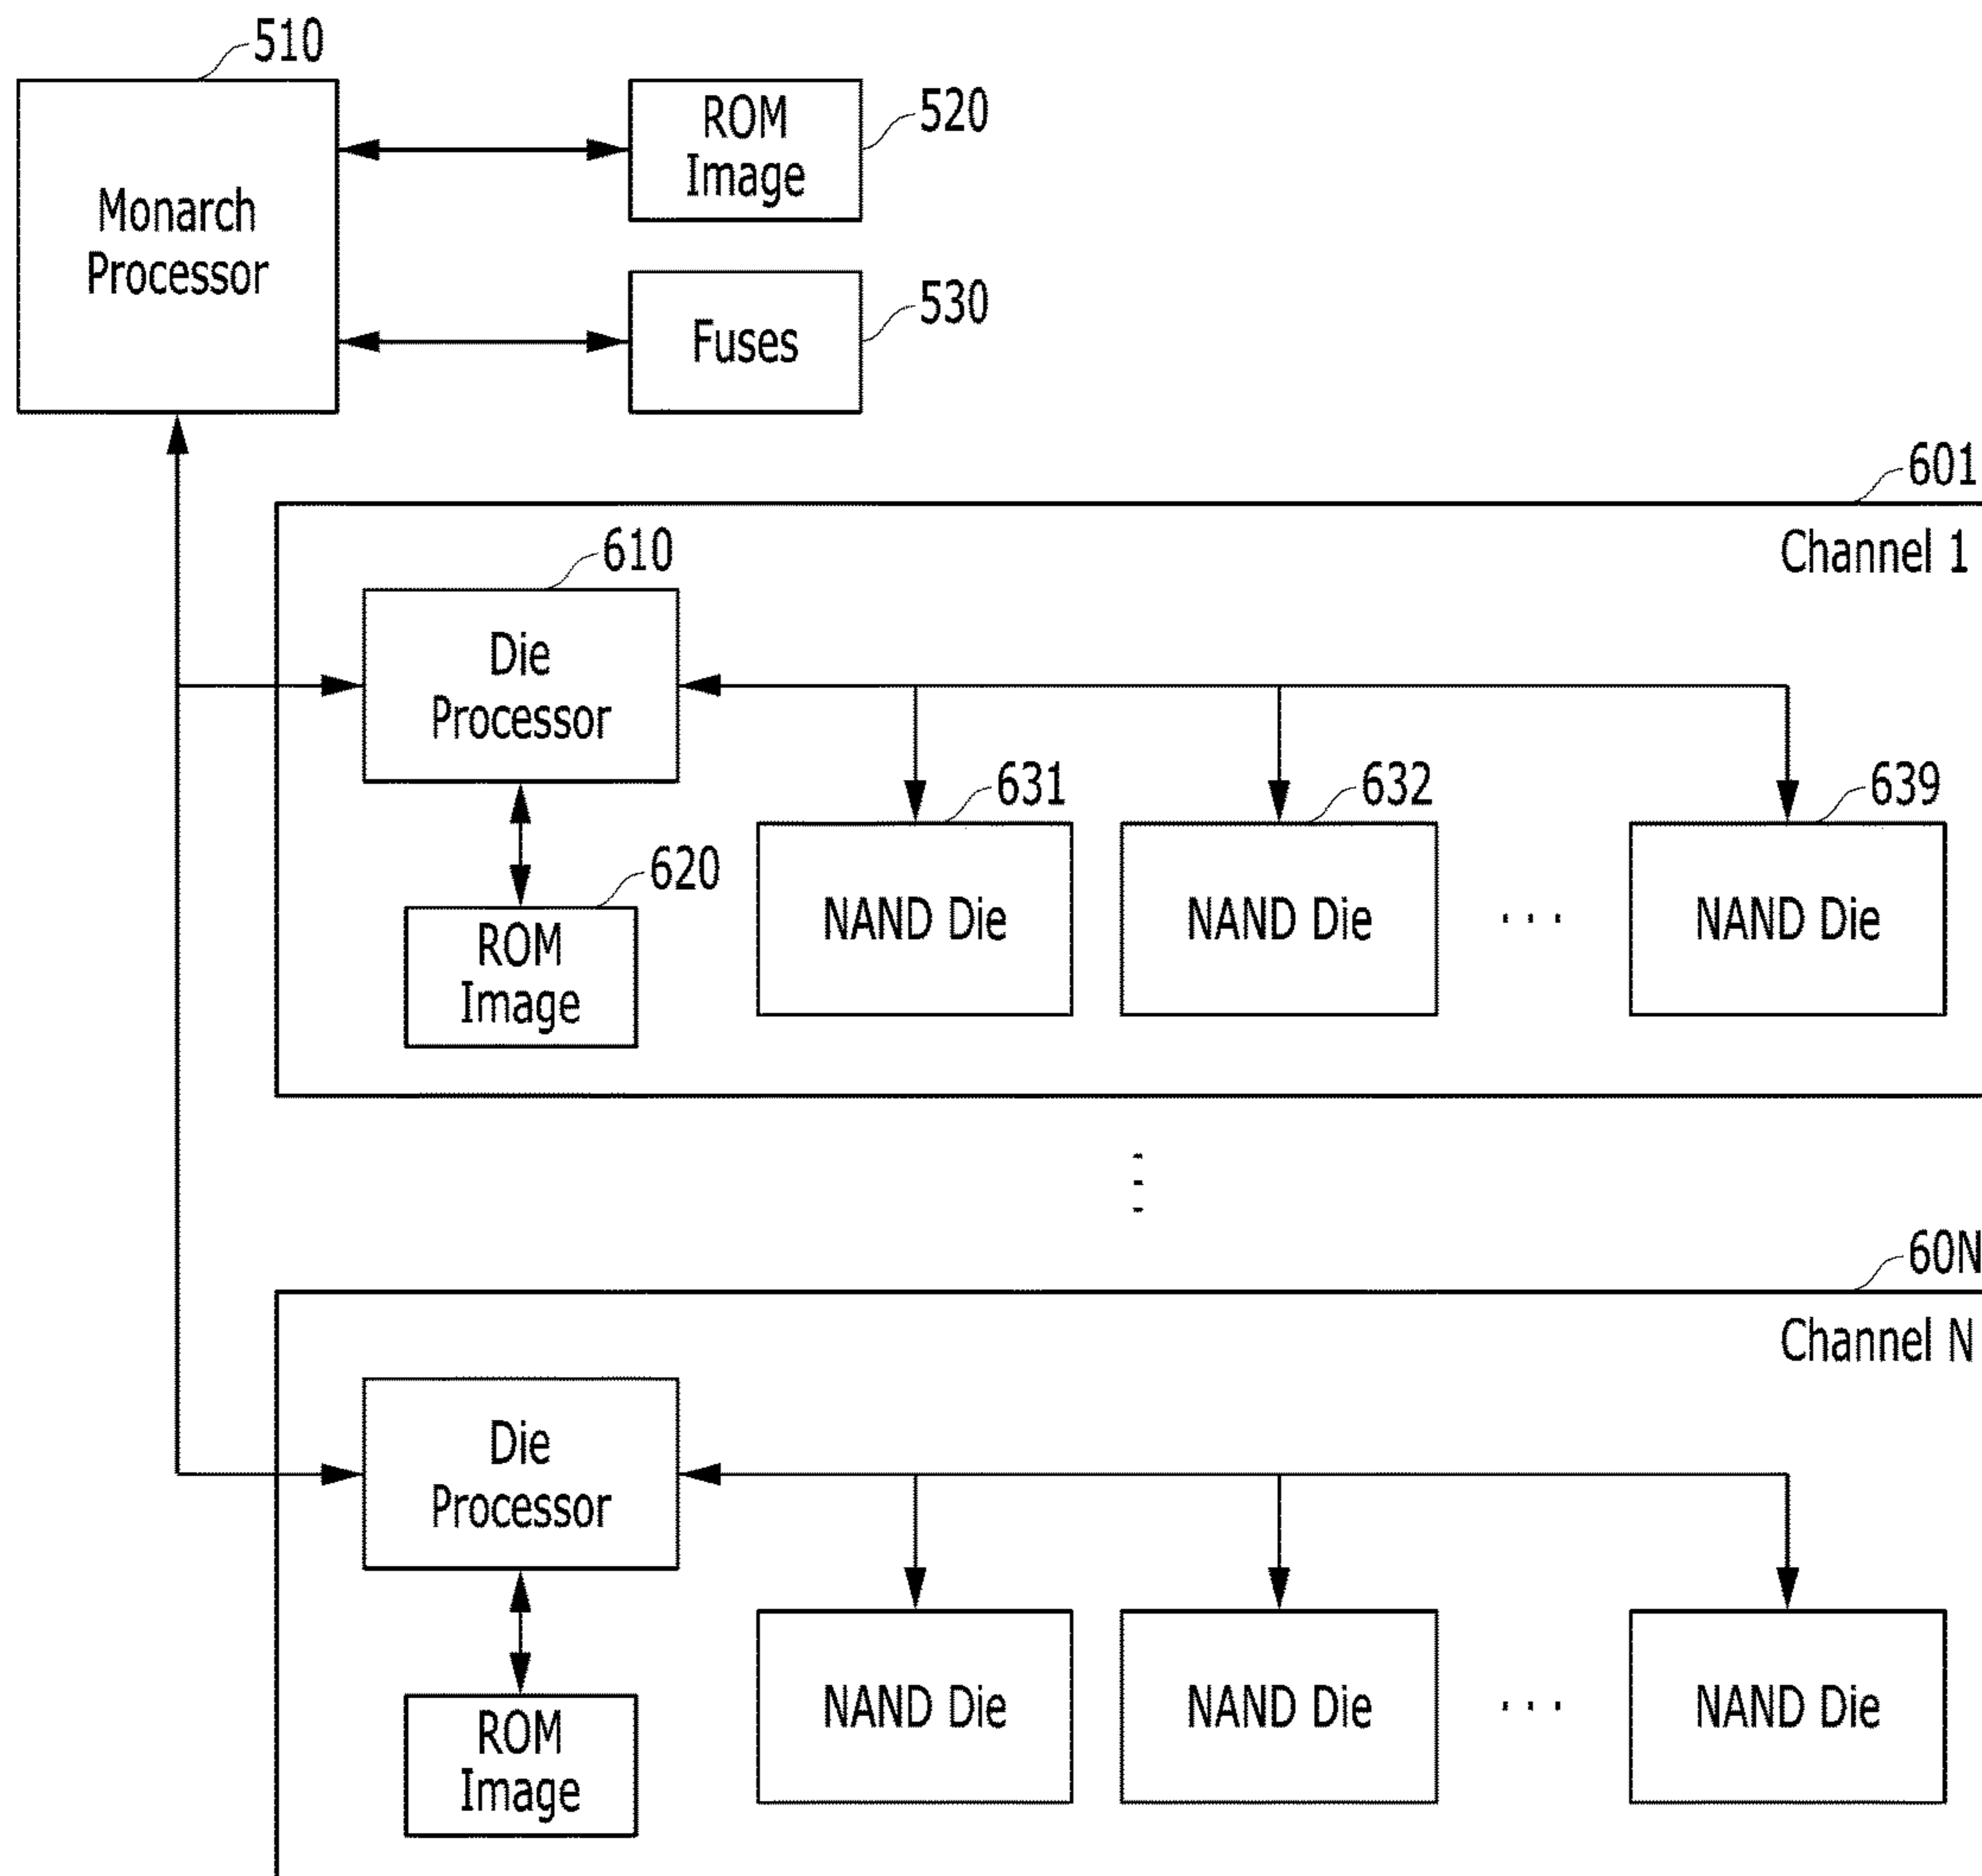 510
Monarch
Processor
ROM
Image
520
Fuses
530
601
Channel 1
610
Die
Processor
620
ROM
Image
631
NAND Die
632
NAND Die
...
639
NAND Die
60N
Channel N
Die
Processor
ROM
Image
NAND Die
NAND Die
...
NAND Die